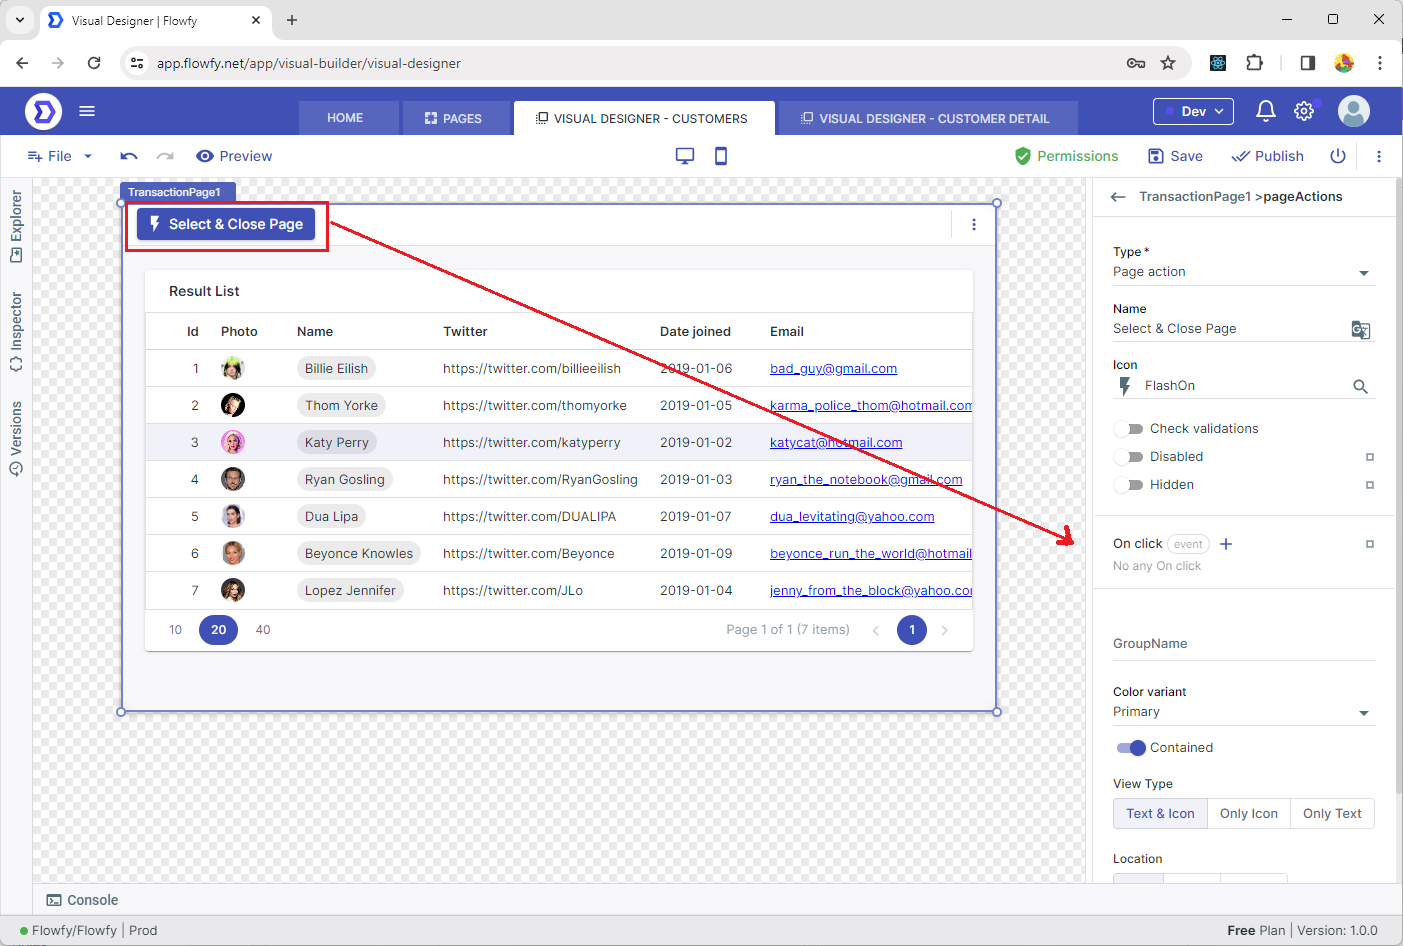 Visual Designer | Flowfy
app.flowfy.net/app/visual-builder/visual-designer
HOME
PAGES
VISUAL DESIGNER - CUSTOMERS
VISUAL DESIGNER - CUSTOMER DETAIL
Dev
File
Preview
Permissions
Save
Publish
Explorer
Inspector
Versions
TransactionPage1
Select & Close Page
Result List
Id Photo Name Twitter Date joined Email
1 Billie Eilish https://twitter.com/billieeilish 2019-01-06 bad_guy@gmail.com
2 Thom Yorke https://twitter.com/thomyorke 2019-01-05 karma_police_thom@hotmail.com
3 Katy Perry https://twitter.com/katyperry 2019-01-02 katycat@hotmail.com
4 Ryan Gosling https://twitter.com/RyanGosling 2019-01-03 ryan_the_notebook@gmail.com
5 Dua Lipa https://twitter.com/DUALIPA 2019-01-07 dua_levitating@yahoo.com
6 Beyonce Knowles https://twitter.com/Beyonce 2019-01-09 beyonce_run_the_world@hotmail
7 Lopez Jennifer https://twitter.com/JLo 2019-01-04 jenny_from_the_block@yahoo.com
10 20 40 Page 1 of 1 (7 items) 1
TransactionPage1 >pageActions
Type *
Page action
Name
Select & Close Page
Icon
FlashOn
Check validations
Disabled
Hidden
On click event
No any On click
GroupName
Color variant
Primary
Contained
View Type
Text & Icon Only Icon Only Text
Location
Console
Flowfy/Flowfy | Prod
Free Plan | Version: 1.0.0